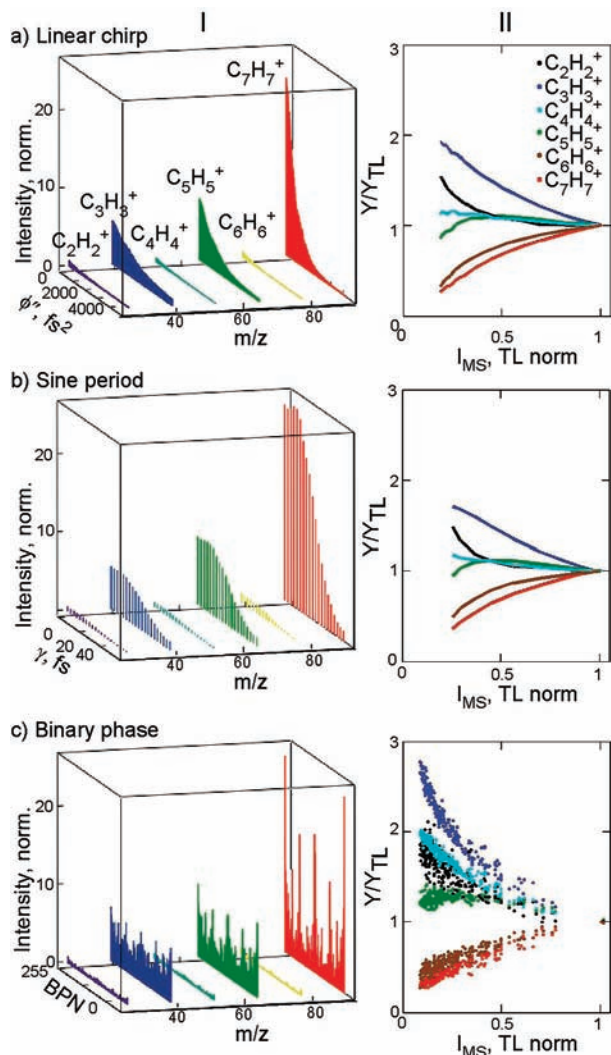 I
II
a) Linear chirp
Intensity, norm.
20
10
0
C2H2+
C3H3+
C4H4+
C5H5+
C6H6+
C7H7+
0
2000
4000
ϕ″, fs2
40
60
80
m/z
Y/YTL
3
2
1
0
0.5
1
IMS, TL norm
C2H2+
C3H3+
C4H4+
C5H5+
C6H6+
C7H7+
b) Sine period
Intensity, norm.
20
10
0
0
20
40
γ, fs
40
60
80
m/z
Y/YTL
3
2
1
0
0.5
1
IMS, TL norm
c) Binary phase
Intensity, norm.
20
10
0
255
BPN
0
40
60
80
m/z
Y/YTL
3
2
1
0
0.5
1
IMS, TL norm